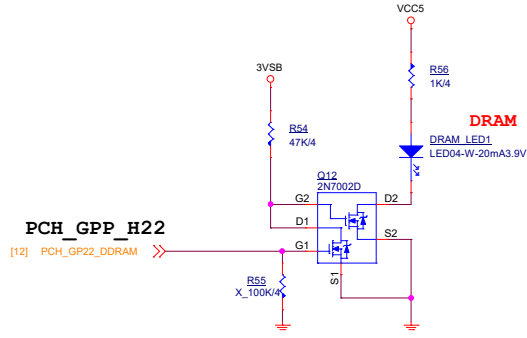 VCC5
R56
1K/4
3VSB
DRAM
R54
47K/4
DRAM_LED1
LED04-W-20mA3.9V
Q12
2N7002D
G2
D2
D1
S2
PCH_GPP_H22
[12] PCH_GP22_DDRAM
G1
R55
X_100K/4
S1